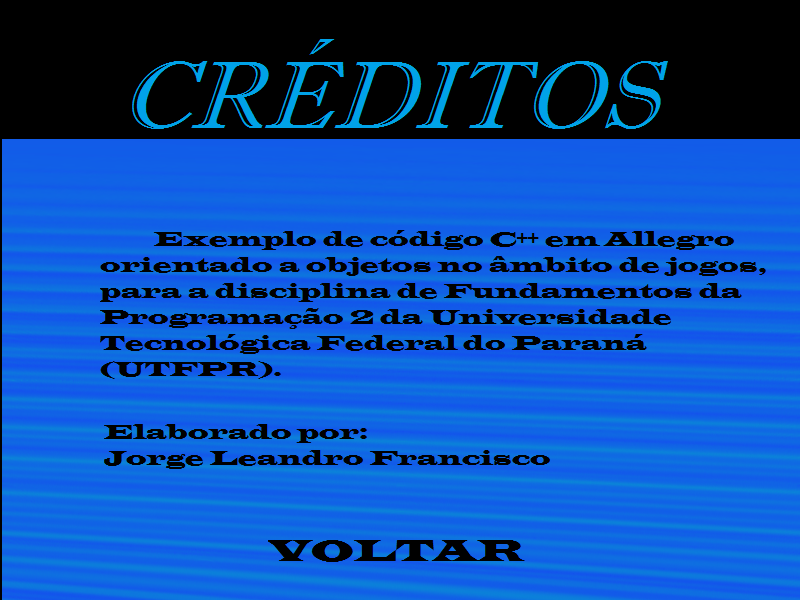 CRÉDITOS
Exemplo de código C++ em Allegro
orientado a objetos no âmbito de jogos,
para a disciplina de Fundamentos da
Programação 2 da Universidade
Tecnológica Federal do Paraná
(UTFPR).
Elaborado por:
Jorge Leandro Francisco
VOLTAR